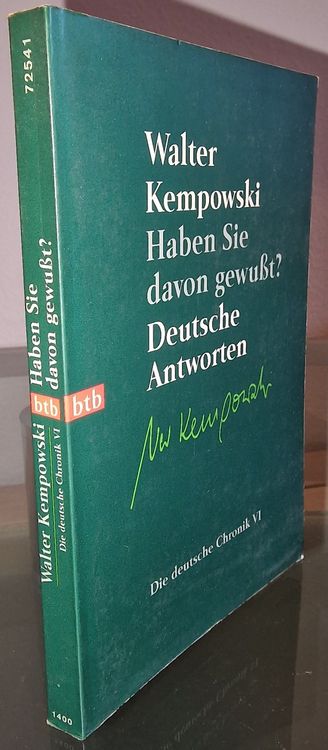 Walter
Kempowski
Haben Sie
davon gewußt?
Deutsche
Antworten
W Kempowski
Die deutsche Chronik VI
btb
72541
Haben Sie
davon gewußt?
btb
Walter Kempowski
Die deutsche Chronik VI
1400